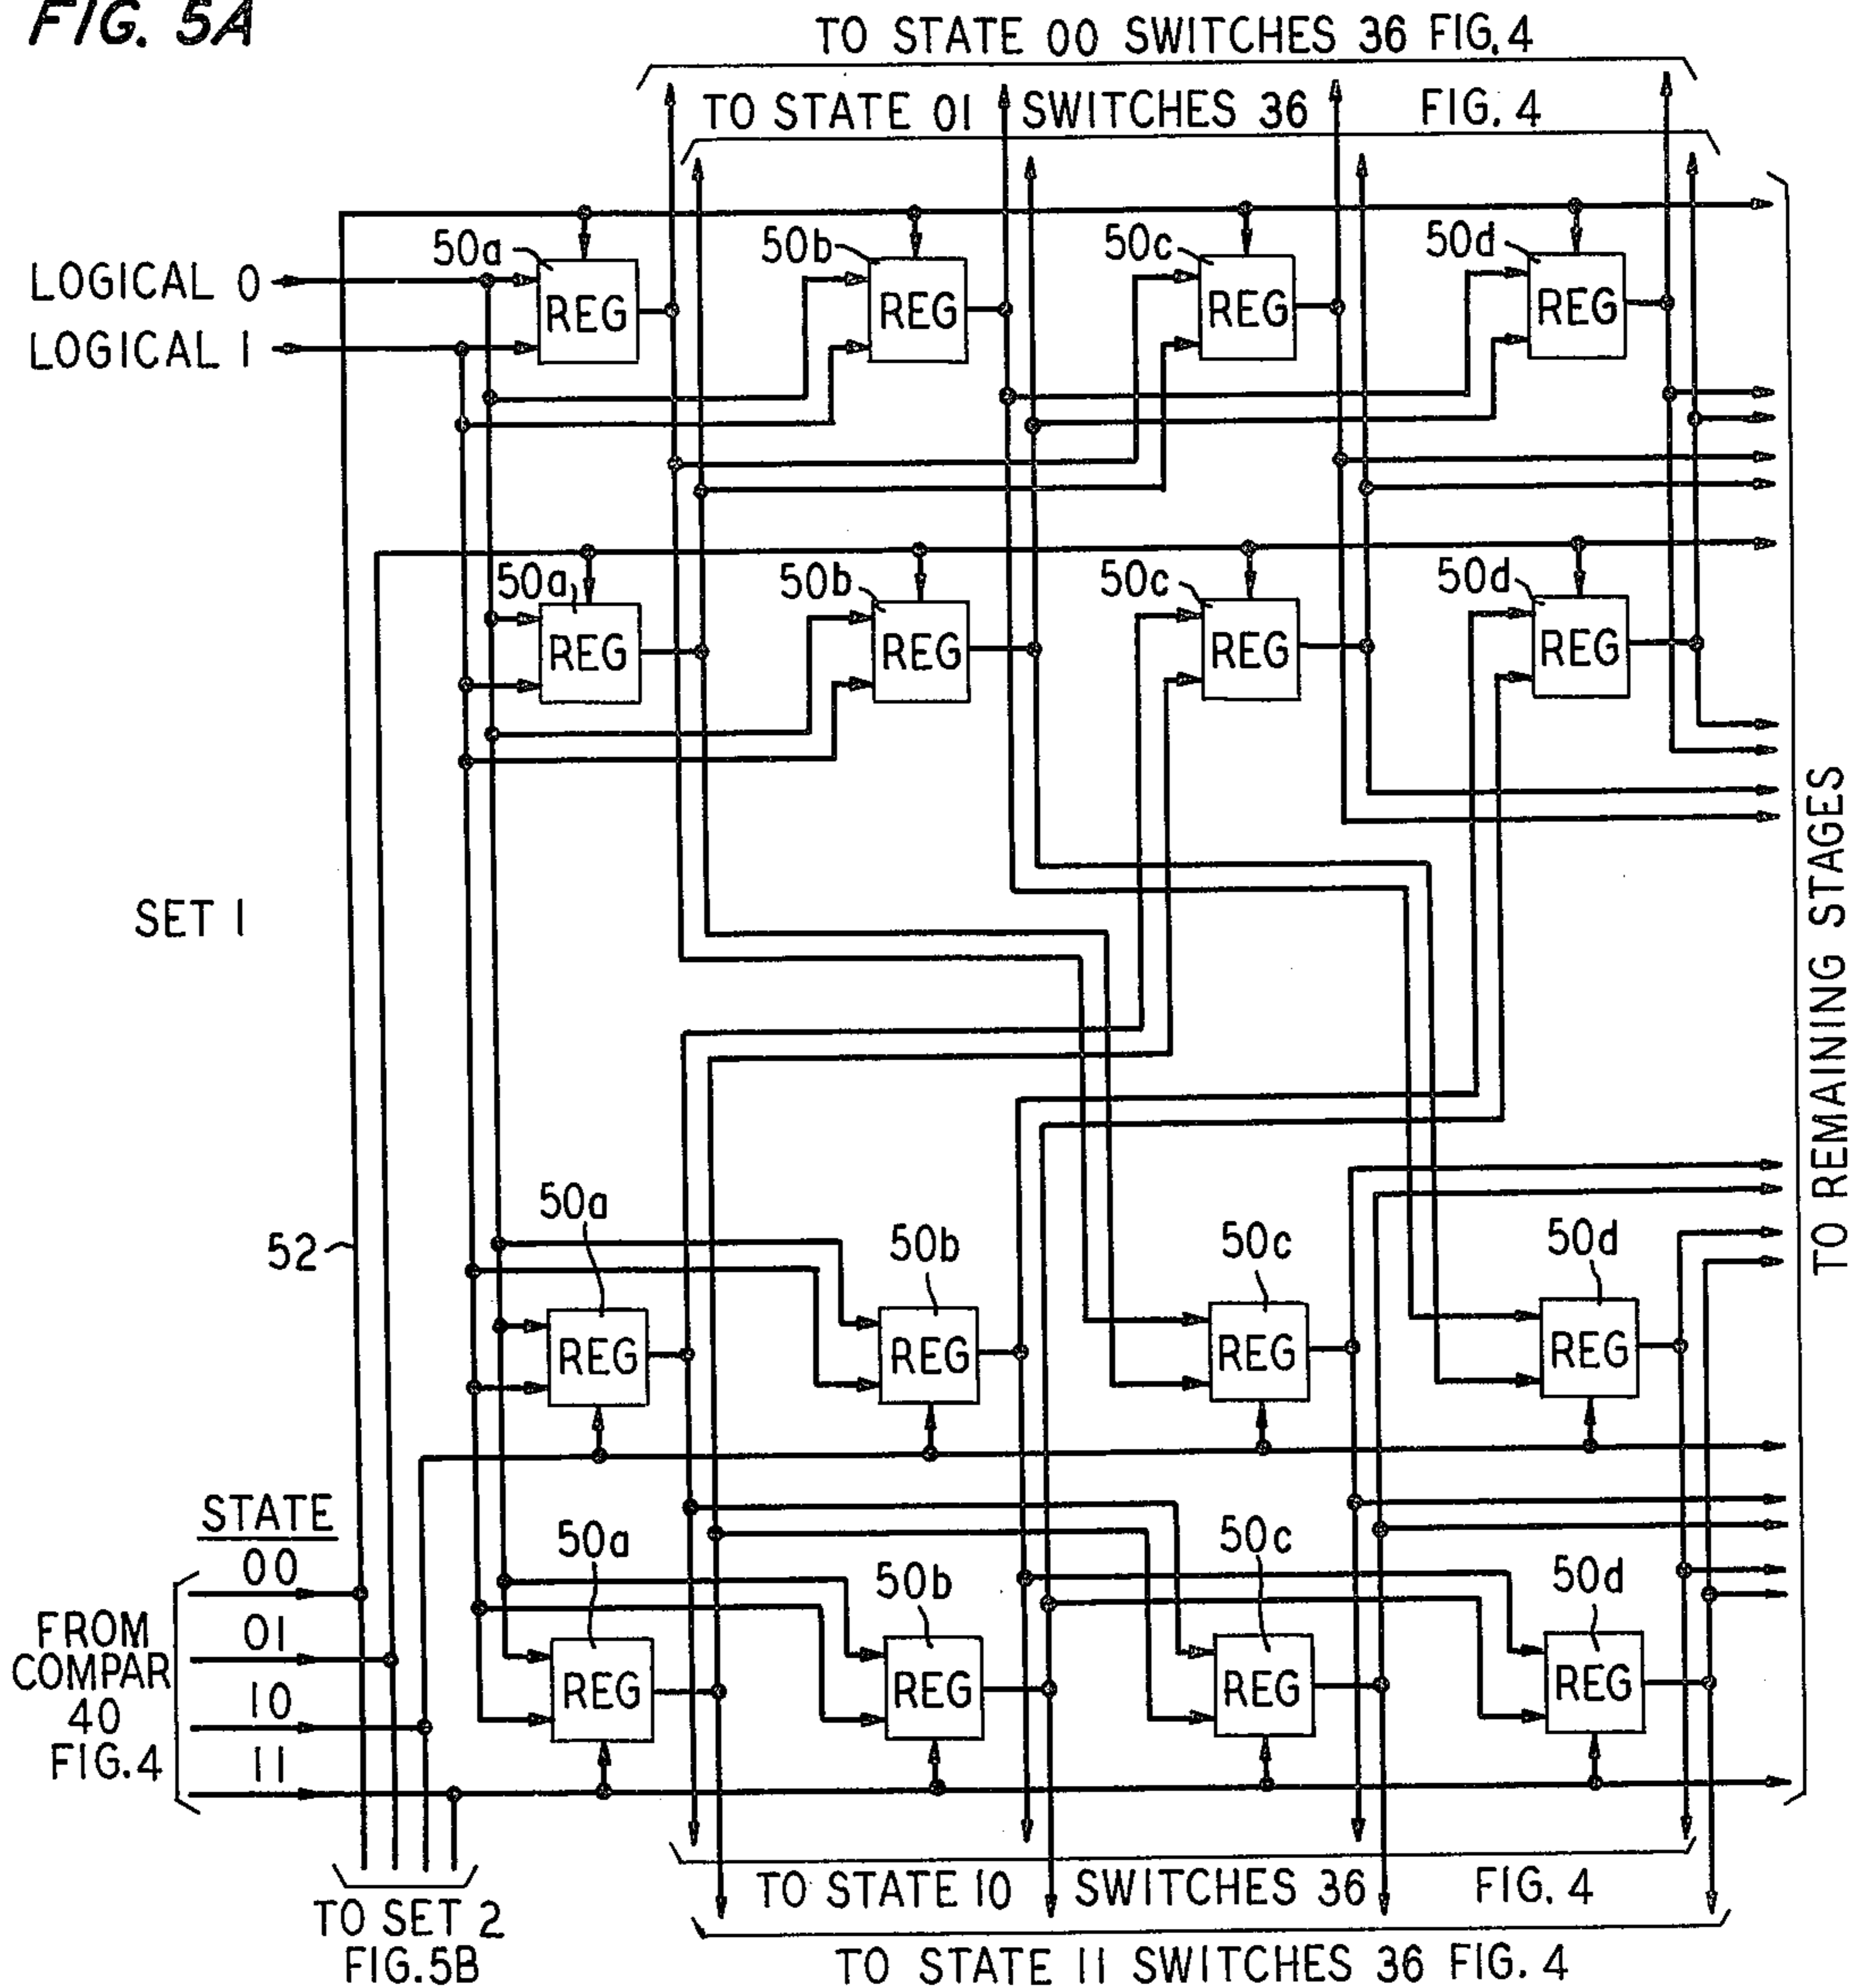 FIG. 5A
TO STATE 00 SWITCHES 36 FIG. 4
TO STATE 01 SWITCHES 36 FIG. 4
50a 50b 50c 50d
LOGICAL 0
REG REG REG REG
LOGICAL 1
50a 50b 50c 50d
REG REG REG REG
SET 1
TO REMAINING STAGES
52
50a 50b 50c 50d
REG REG REG REG
STATE
50a 50b 50c 50d
00
FROM
COMPAR
40
FIG.4
01
10
11
REG REG REG REG
TO STATE 10 SWITCHES 36 FIG. 4
TO SET 2
FIG.5B
TO STATE 11 SWITCHES 36 FIG. 4